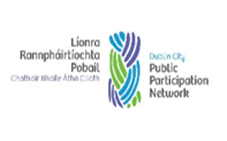 Líonra
Rannpháirtíochta
Pobail
Chathair Bhaile Átha Cliath
Dublin City
Public
Participation
Network